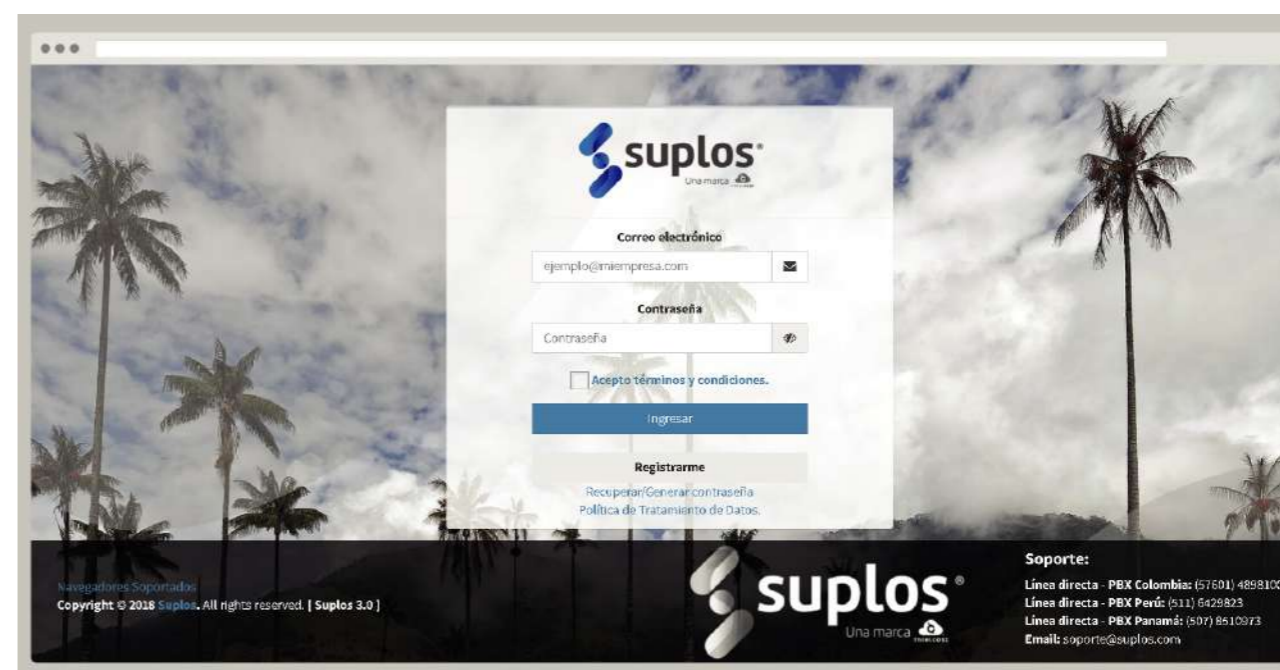 suplos®
Una marca
Correo electrónico
ejemplo@miempresa.com
Contraseña
Contraseña
Acepto términos y condiciones.
Ingresar
Registrarme
Recuperar/Generar contraseña
Política de Tratamiento de Datos.
Navegadores Soportados
Copyright © 2018 Suplos. All rights reserved. [ Suplos 3.0 ]
suplos®
Una marca
Soporte:
Línea directa - PBX Colombia: (57601) 4898100
Línea directa - PBX Perú: (511) 6429823
Línea directa - PBX Panamá: (507) 8510973
Email: soporte@suplos.com